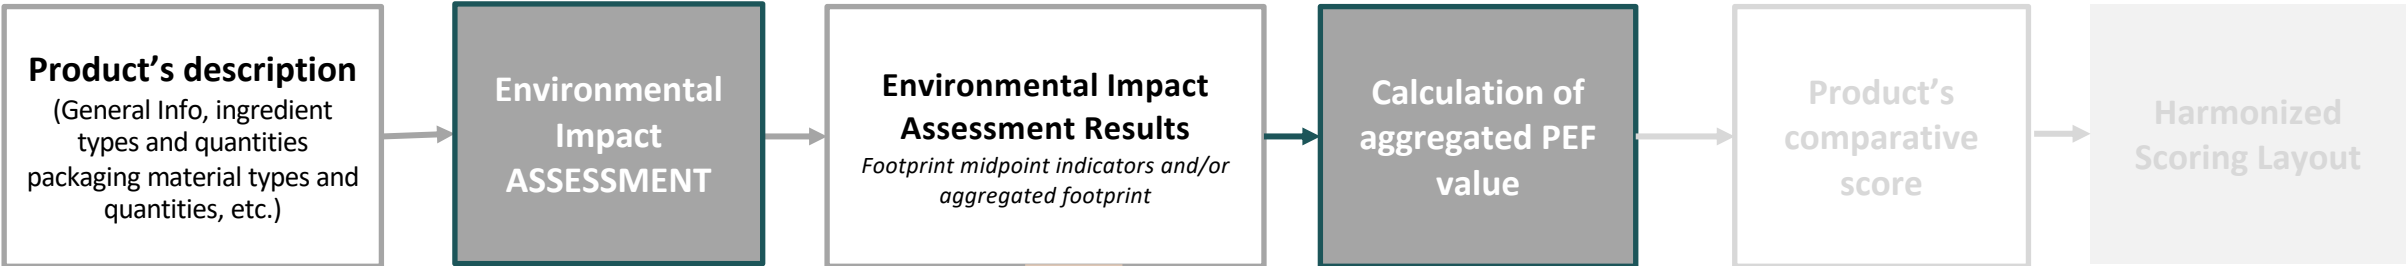 Product’s description
(General Info, ingredient
types and quantities
packaging material types and
quantities, etc.)
Environmental
Impact
ASSESSMENT
Environmental Impact
Assessment Results
Footprint midpoint indicators and/or
aggregated footprint
Calculation of
aggregated PEF
value
Product’s
comparative
score
Harmonized
Scoring Layout